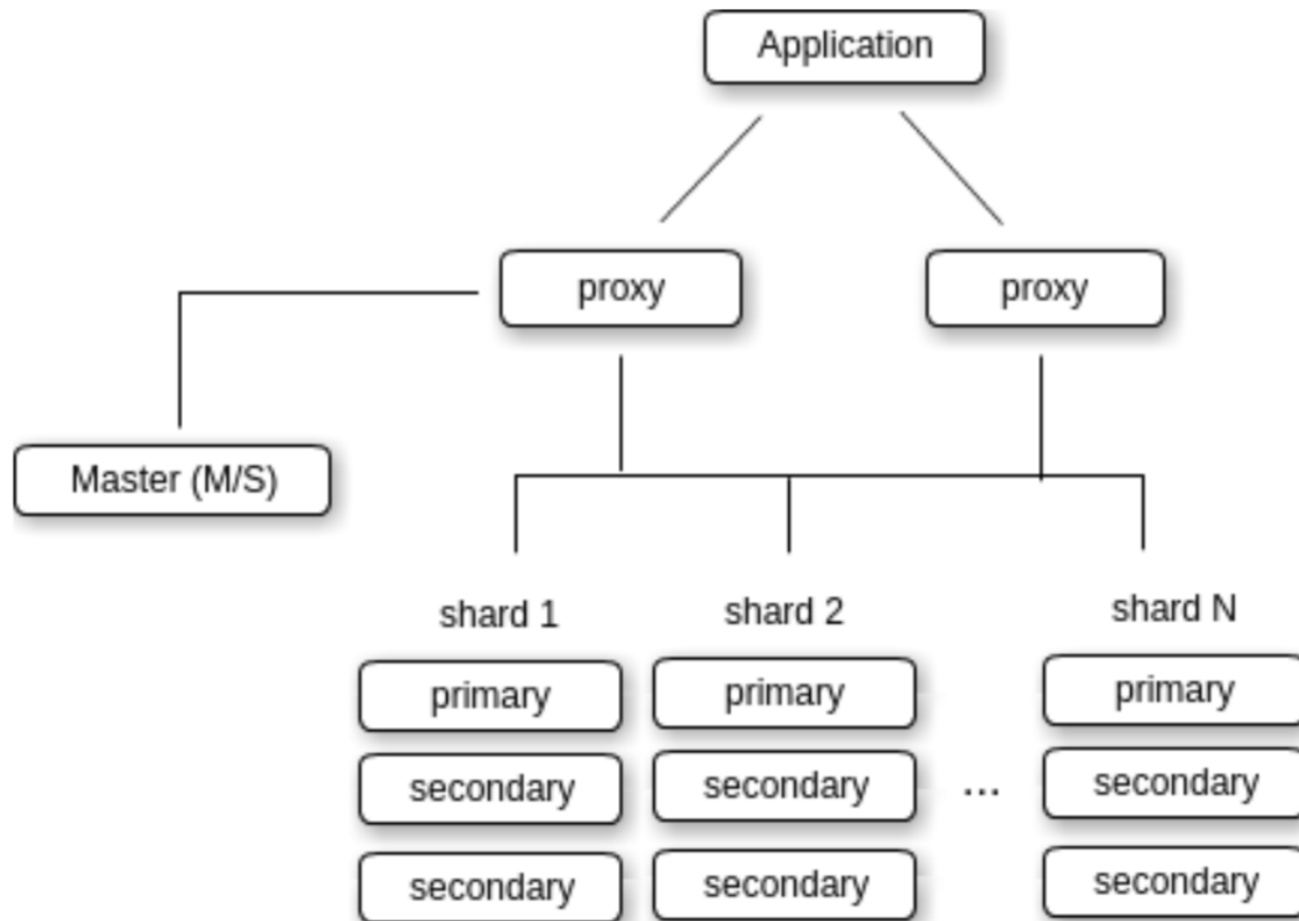 Application
proxy
proxy
Master (M/S)
shard 1
shard 2
shard N
primary
primary
primary
secondary
secondary
...
secondary
secondary
secondary
secondary